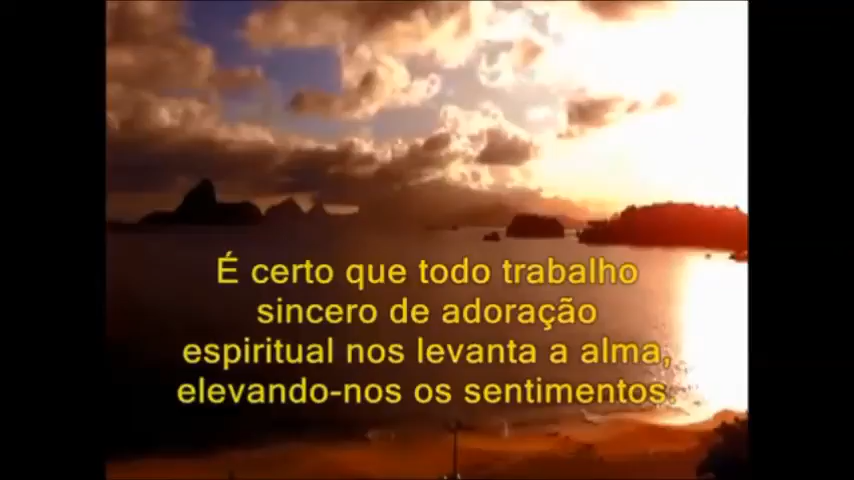 É certo que todo trabalho
sincero de adoração
espiritual nos levanta a alma,
elevando-nos os sentimentos.